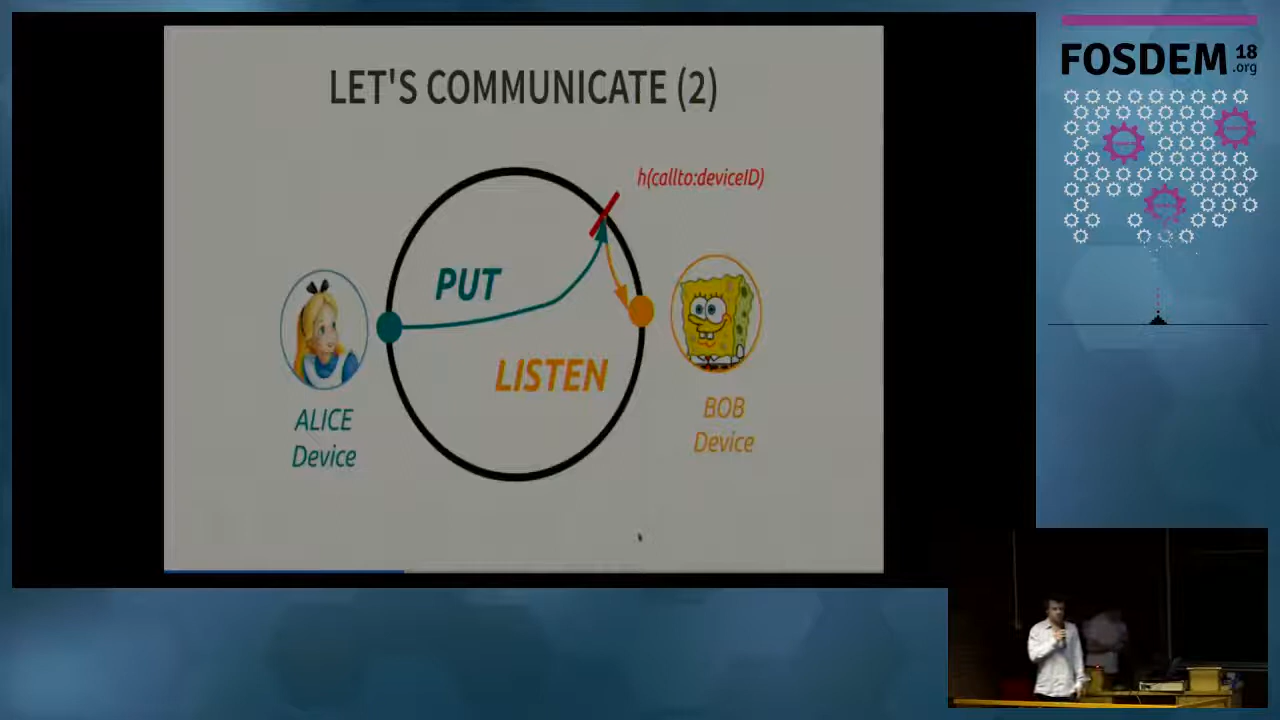 LET'S COMMUNICATE (2)
h(callto:deviceID)
PUT
LISTEN
ALICE
Device
BOB
Device
FOSDEM 18
.org